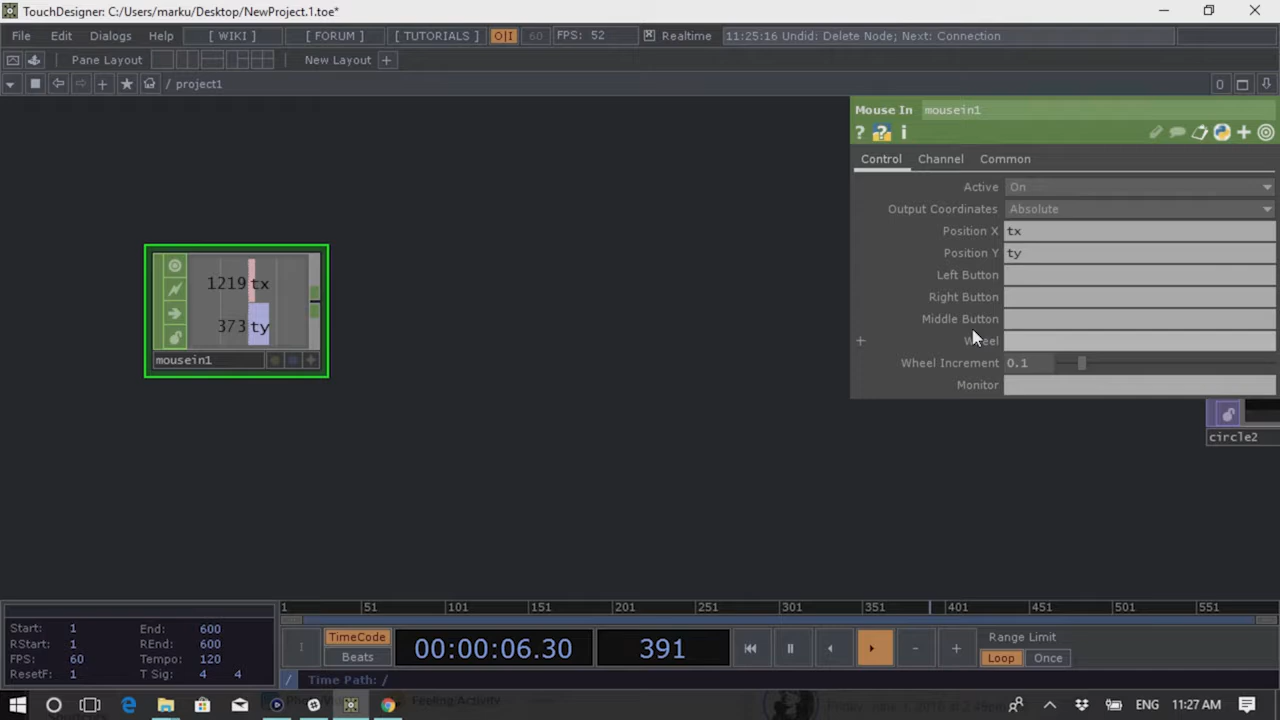 TouchDesigner: C:/Users/marku/Desktop/NewProject.1.toe*
File Edit Dialogs Help [ WIKI ] [ FORUM ] [ TUTORIALS ] O|I 60 FPS: 52 Realtime 11:25:16 Undid: Delete Node; Next: Connection
Pane Layout New Layout +
/ project1 0
Mouse In mousein1
? ? i
Control Channel Common
Active On
Output Coordinates Absolute
Position X tx
Position Y ty
Left Button
Right Button
Middle Button
Wheel
Wheel Increment 0.1
Monitor
1219 tx
373 ty
mousein1
circle2
1 51 101 151 201 251 301 351 401 451 501 551
Start: 1 End: 600
RStart: 1 REnd: 600
FPS: 60 Tempo: 120
ResetF: 1 T Sig: 4 4
TimeCode
Beats
00:00:06.30
391
Range Limit
Loop Once
/ Time Path: /
Feeling Activity
ENG 11:27 AM